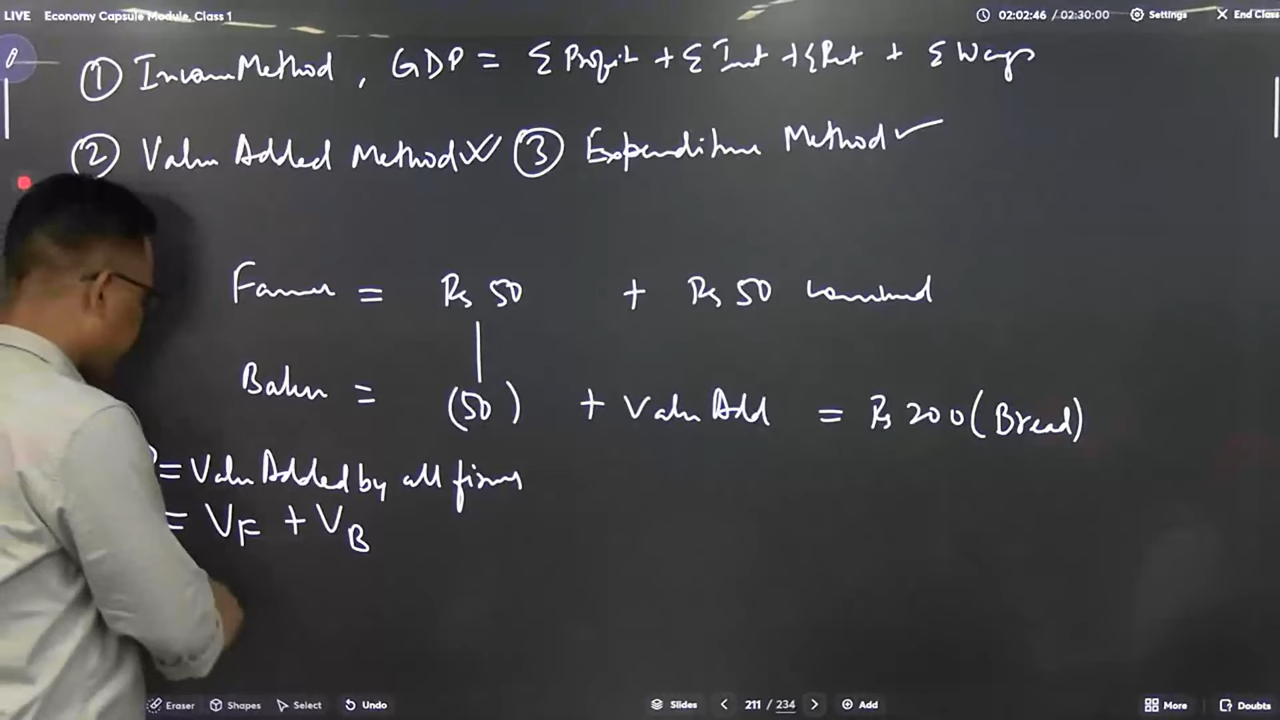 LIVE Economy Capsule Module, Class 1 02:02:46 / 02:30:00 Settings End Class
① Income Method, GDP = Σ Profit + Σ Int + Σ Rent + Σ Wages
② Value Added Method ③ Expenditure Method ✓
Farmer = Rs 50 + Rs 50 consumed
Baker = (50) + Value Add = Rs 200 (Bread)
= Value Added by all firms
= VF + VB
Eraser Shapes Select Undo Slides < 211 / 234 > Add More Doubts